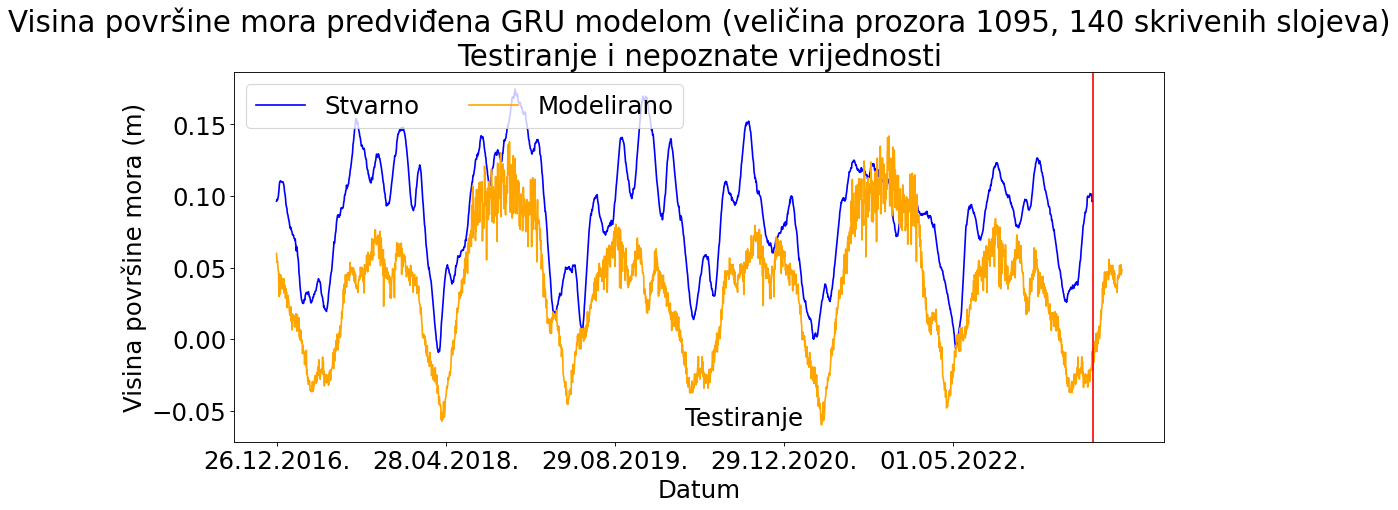 Visina površine mora predviđena GRU modelom (veličina prozora 1095, 140 skrivenih slojeva)
Testiranje i nepoznate vrijednosti
Stvarno
Modelirano
Visina površine mora (m)
0.15
0.10
0.05
0.00
−0.05
Testiranje
26.12.2016.
28.04.2018.
29.08.2019.
29.12.2020.
01.05.2022.
Datum